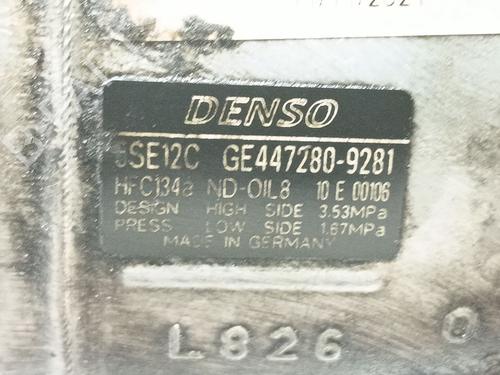 DENSO
6SE12C GE447280-9281
HFC134a ND-OIL8 10 E 00106
DESIGN HIGH SIDE 3.53MPa
PRESS LOW SIDE 1.67MPa
MADE IN GERMANY
L826 O